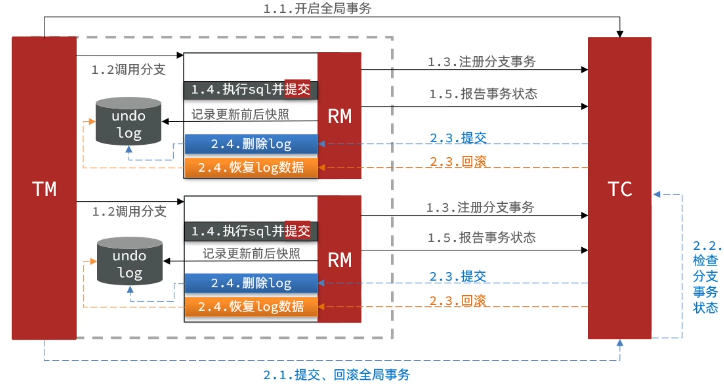 1.1.开启全局事务
TM
1.2调用分支
1.3.注册分支事务
1.4.执行sql并提交
RM
1.5.报告事务状态
undo
log
记录更新前后快照
2.3.提交
2.4.删除log
2.3.回滚
2.4.恢复log数据
TC
1.2调用分支
1.3.注册分支事务
1.4.执行sql并提交
RM
1.5.报告事务状态
undo
log
记录更新前后快照
2.3.提交
2.4.删除log
2.3.回滚
2.4.恢复log数据
2.2.
检查
分支
事务
状态
2.1.提交、回滚全局事务